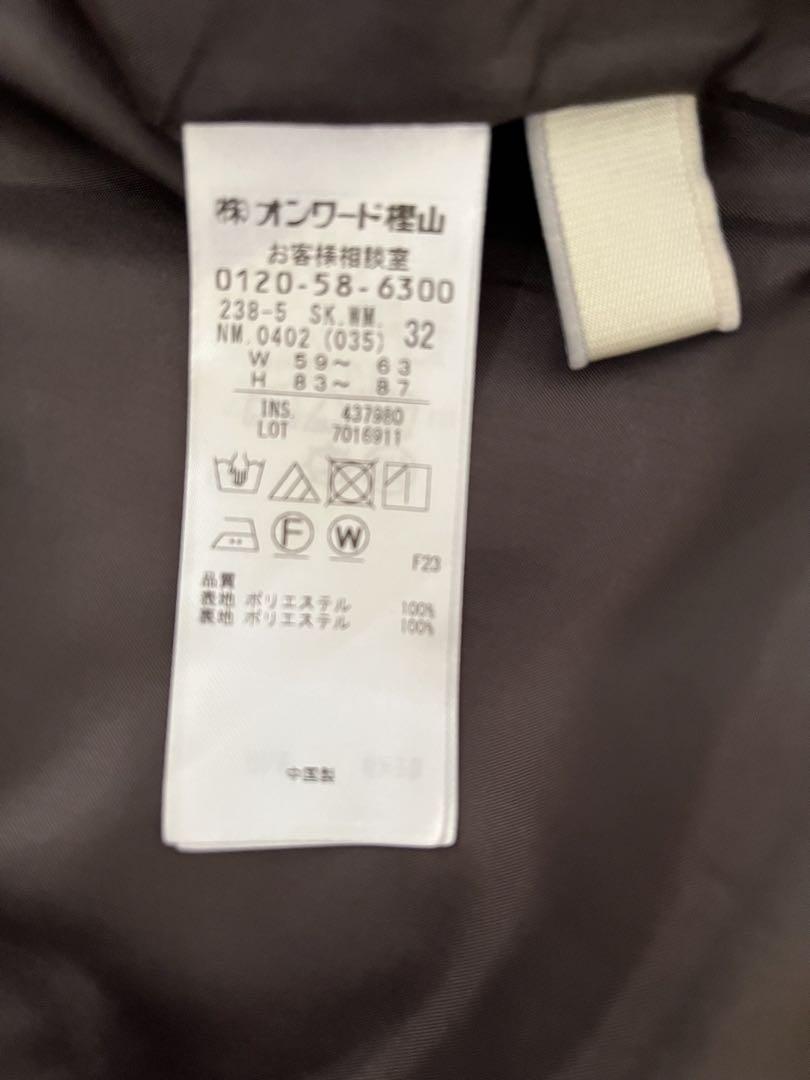 ㈱オンワード樫山
お客様相談室
0120-58-6300
238-5 SK.WM.
NM.0402 (035) 32
W 59〜 63
H 83〜 87
INS. 437980
LOT 7016911
F W
F23
品質
表地 ポリエステル 100%
裏地 ポリエステル 100%
中国製